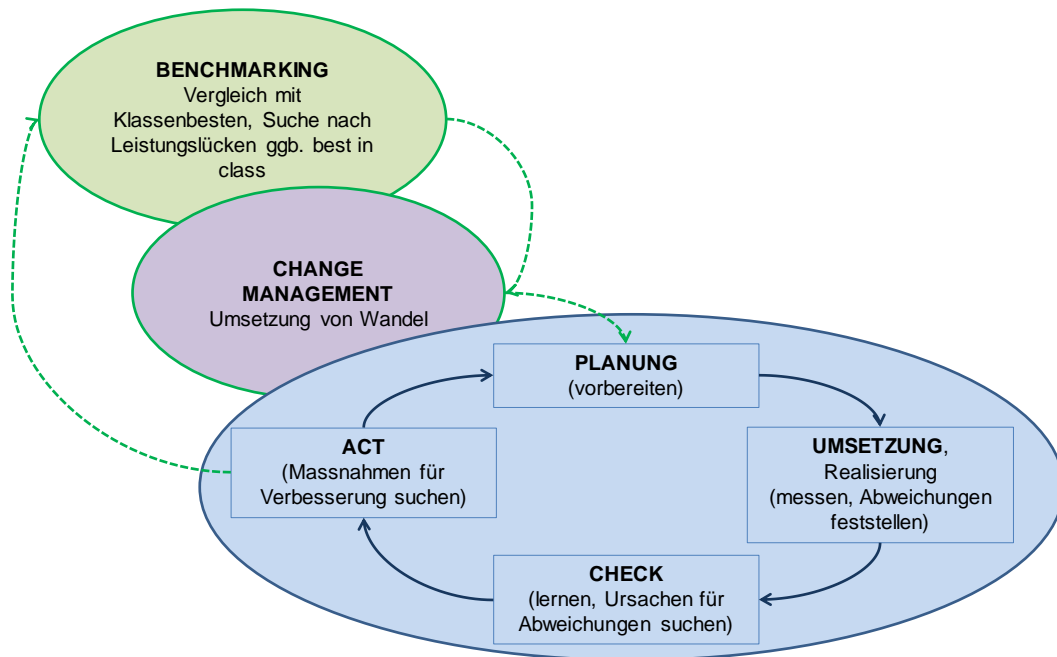 BENCHMARKING
Vergleich mit
Klassenbesten, Suche nach
Leistungslücken ggb. best in
class
CHANGE
MANAGEMENT
Umsetzung von Wandel
PLANUNG
(vorbereiten)
UMSETZUNG,
Realisierung
(messen, Abweichungen
feststellen)
CHECK
(lernen, Ursachen für
Abweichungen suchen)
ACT
(Massnahmen für
Verbesserung suchen)